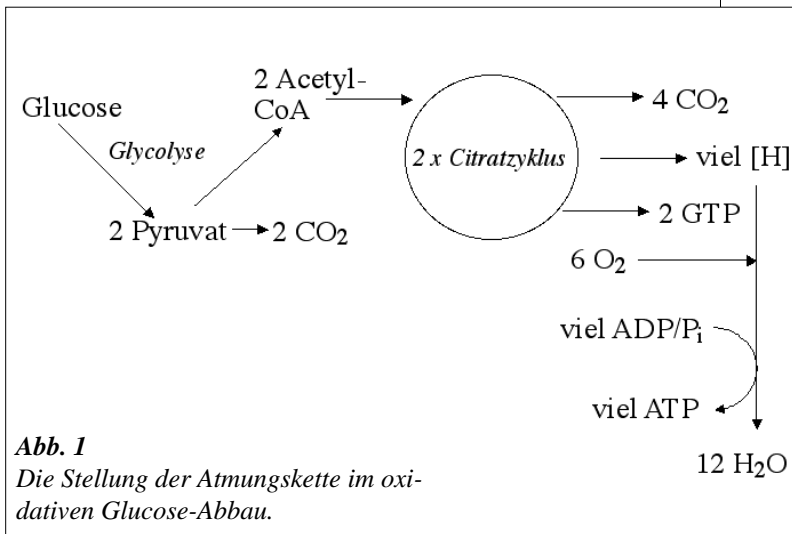 2 Acetyl-
CoA
Glucose
Glycolyse
2 Pyruvat
2 CO₂
2 x Citratzyklus
4 CO₂
viel [H]
2 GTP
6 O₂
viel ADP/Pᵢ
viel ATP
12 H₂O
Abb. 1
Die Stellung der Atmungskette im oxi-
dativen Glucose-Abbau.